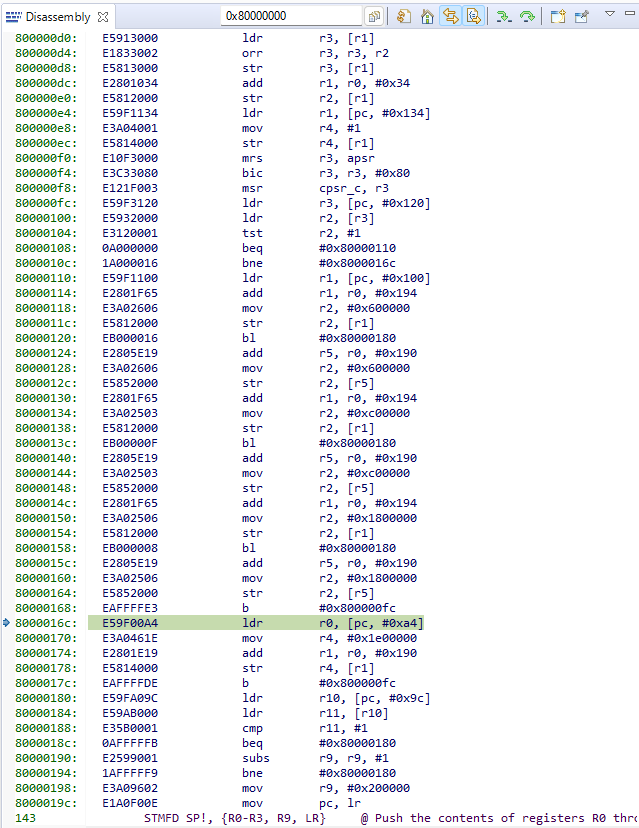 Disassembly 0x80000000
800000d0: E5913000 ldr r3, [r1]
800000d4: E1833002 orr r3, r3, r2
800000d8: E5813000 str r3, [r1]
800000dc: E2801034 add r1, r0, #0x34
800000e0: E5812000 str r2, [r1]
800000e4: E59F1134 ldr r1, [pc, #0x134]
800000e8: E3A04001 mov r4, #1
800000ec: E5814000 str r4, [r1]
800000f0: E10F3000 mrs r3, apsr
800000f4: E3C33080 bic r3, r3, #0x80
800000f8: E121F003 msr cpsr_c, r3
800000fc: E59F3120 ldr r3, [pc, #0x120]
80000100: E5932000 ldr r2, [r3]
80000104: E3120001 tst r2, #1
80000108: 0A000000 beq #0x80000110
8000010c: 1A000016 bne #0x8000016c
80000110: E59F1100 ldr r1, [pc, #0x100]
80000114: E2801F65 add r1, r0, #0x194
80000118: E3A02606 mov r2, #0x600000
8000011c: E5812000 str r2, [r1]
80000120: EB000016 bl #0x80000180
80000124: E2805E19 add r5, r0, #0x190
80000128: E3A02606 mov r2, #0x600000
8000012c: E5852000 str r2, [r5]
80000130: E2801F65 add r1, r0, #0x194
80000134: E3A02503 mov r2, #0xc00000
80000138: E5812000 str r2, [r1]
8000013c: EB00000F bl #0x80000180
80000140: E2805E19 add r5, r0, #0x190
80000144: E3A02503 mov r2, #0xc00000
80000148: E5852000 str r2, [r5]
8000014c: E2801F65 add r1, r0, #0x194
80000150: E3A02506 mov r2, #0x1800000
80000154: E5812000 str r2, [r1]
80000158: EB000008 bl #0x80000180
8000015c: E2805E19 add r5, r0, #0x190
80000160: E3A02506 mov r2, #0x1800000
80000164: E5852000 str r2, [r5]
80000168: EAFFFFE3 b #0x800000fc
8000016c: E59F00A4 ldr r0, [pc, #0xa4]
80000170: E3A0461E mov r4, #0x1e00000
80000174: E2801E19 add r1, r0, #0x190
80000178: E5814000 str r4, [r1]
8000017c: EAFFFFDE b #0x800000fc
80000180: E59FA09C ldr r10, [pc, #0x9c]
80000184: E59AB000 ldr r11, [r10]
80000188: E35B0001 cmp r11, #1
8000018c: 0AFFFFFB beq #0x80000180
80000190: E2599001 subs r9, r9, #1
80000194: 1AFFFFF9 bne #0x80000180
80000198: E3A09602 mov r9, #0x200000
8000019c: E1A0F00E mov pc, lr
143 STMFD SP!, {R0-R3, R9, LR} @ Push the contents of registers R0 thr